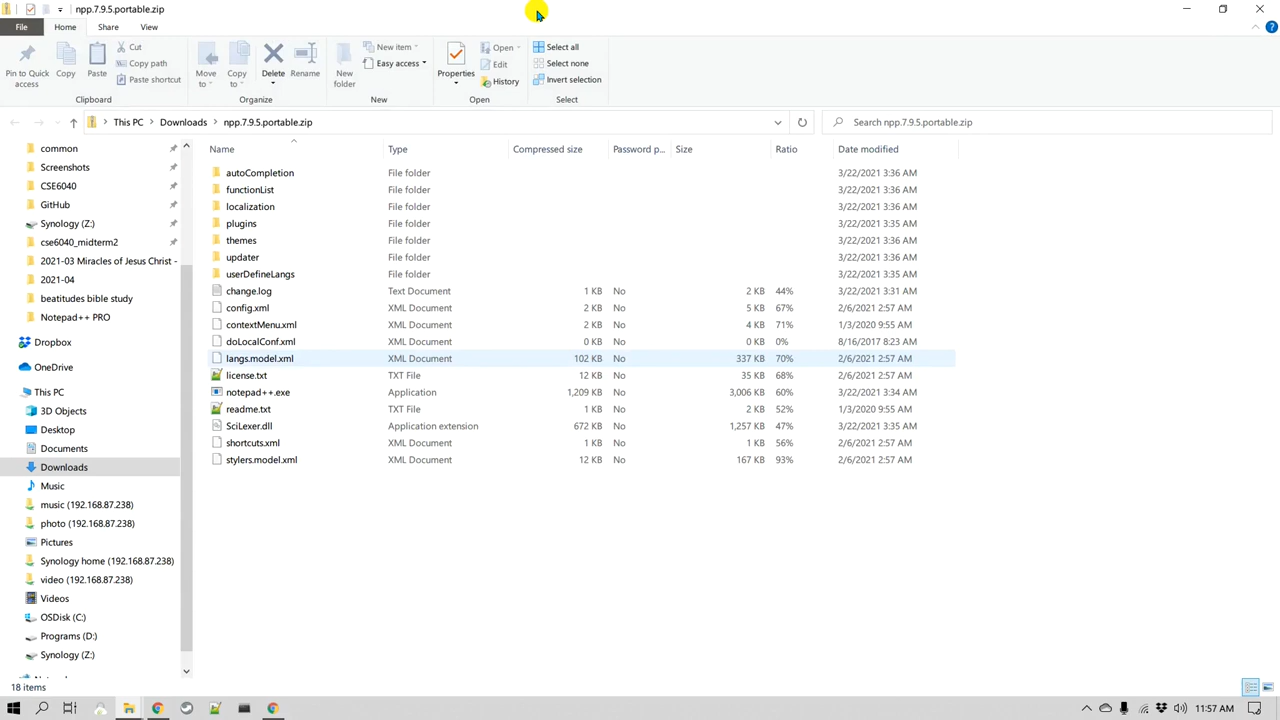 npp.7.9.5.portable.zip
File Home Share View
Pin to Quick access
Copy
Paste
Cut
Copy path
Paste shortcut
Clipboard
Move to
Copy to
Delete
Rename
Organize
New folder
New item
Easy access
New
Properties
Open
Edit
History
Open
Select all
Select none
Invert selection
Select
This PC > Downloads > npp.7.9.5.portable.zip
Search npp.7.9.5.portable.zip
common
Screenshots
CSE6040
GitHub
Synology (Z:)
cse6040_midterm2
2021-03 Miracles of Jesus Christ -
2021-04
beatitudes bible study
Notepad++ PRO
Dropbox
OneDrive
This PC
3D Objects
Desktop
Documents
Downloads
Music
music (192.168.87.238)
photo (192.168.87.238)
Pictures
Synology home (192.168.87.238)
video (192.168.87.238)
Videos
OSDisk (C:)
Programs (D:)
Synology (Z:)
Name Type Compressed size Password p... Size Ratio Date modified
autoCompletion File folder 3/22/2021 3:36 AM
functionList File folder 3/22/2021 3:36 AM
localization File folder 3/22/2021 3:36 AM
plugins File folder 3/22/2021 3:35 AM
themes File folder 3/22/2021 3:36 AM
updater File folder 3/22/2021 3:36 AM
userDefineLangs File folder 3/22/2021 3:35 AM
change.log Text Document 1 KB No 2 KB 44% 3/22/2021 3:31 AM
config.xml XML Document 2 KB No 5 KB 67% 2/6/2021 2:57 AM
contextMenu.xml XML Document 2 KB No 4 KB 71% 1/3/2020 9:55 AM
doLocalConf.xml XML Document 0 KB No 0 KB 0% 8/16/2017 8:23 AM
langs.model.xml XML Document 102 KB No 337 KB 70% 2/6/2021 2:57 AM
license.txt TXT File 12 KB No 35 KB 68% 2/6/2021 2:57 AM
notepad++.exe Application 1,209 KB No 3,006 KB 60% 3/22/2021 3:34 AM
readme.txt TXT File 1 KB No 2 KB 52% 1/3/2020 9:55 AM
SciLexer.dll Application extension 672 KB No 1,257 KB 47% 3/22/2021 3:35 AM
shortcuts.xml XML Document 1 KB No 1 KB 56% 2/6/2021 2:57 AM
stylers.model.xml XML Document 12 KB No 167 KB 93% 2/6/2021 2:57 AM
18 items
11:57 AM